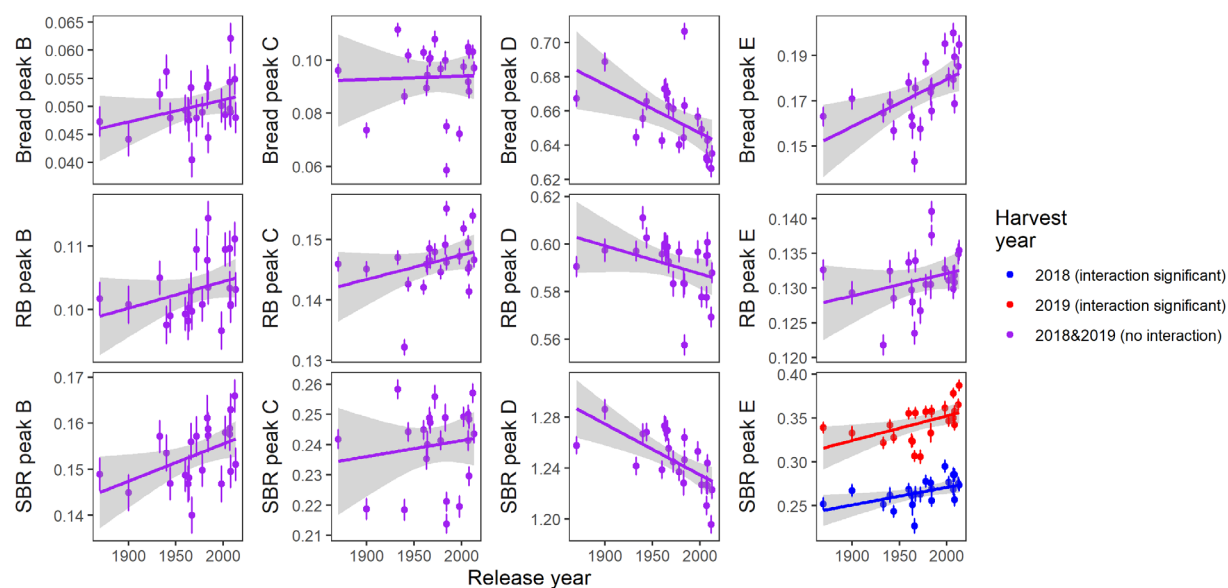 Bread peak B
0.065
0.060
0.055
0.050
0.045
0.040
Bread peak C
0.10
0.08
0.06
Bread peak D
0.70
0.68
0.66
0.64
0.62
Bread peak E
0.19
0.17
0.15
RB peak B
0.11
0.10
RB peak C
0.15
0.14
0.13
RB peak D
0.62
0.60
0.58
0.56
RB peak E
0.140
0.135
0.130
0.125
0.120
SBR peak B
0.17
0.16
0.15
0.14
SBR peak C
0.26
0.25
0.24
0.23
0.22
0.21
SBR peak D
1.28
1.24
1.20
SBR peak E
0.40
0.35
0.30
0.25
1900 1950 2000
1900 1950 2000
1900 1950 2000
1900 1950 2000
Release year
Harvest
year
2018 (interaction significant)
2019 (interaction significant)
2018&2019 (no interaction)